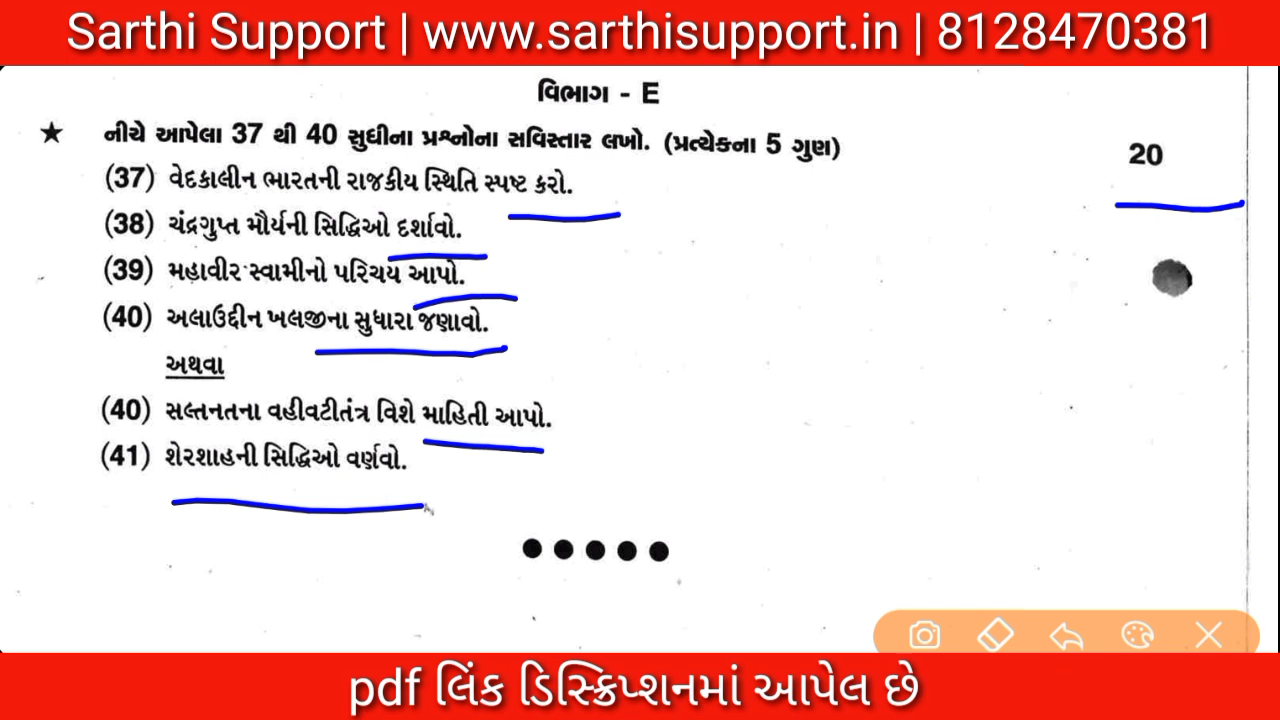 Sarthi Support | www.sarthisupport.in | 8128470381
વિભાગ - E
★ નીચે આપેલા 37 થી 40 સુધીના પ્રશ્નોના સવિસ્તાર લખો. (પ્રત્યેકના 5 ગુણ) 20
(37) વેદકાલીન ભારતની રાજકીય સ્થિતિ સ્પષ્ટ કરો.
(38) ચંદ્રગુપ્ત મૌર્યની સિદ્ધિઓ દર્શાવો.
(39) મહાવીર સ્વામીનો પરિચય આપો.
(40) અલાઉદ્દીન ખલજીના સુધારા જણાવો.
અથવા
(40) સલ્તનતના વહીવટીતંત્ર વિશે માહિતી આપો.
(41) શેરશાહની સિદ્ધિઓ વર્ણવો.
pdf લિંક ડિસ્ક્રિપ્શનમાં આપેલ છે